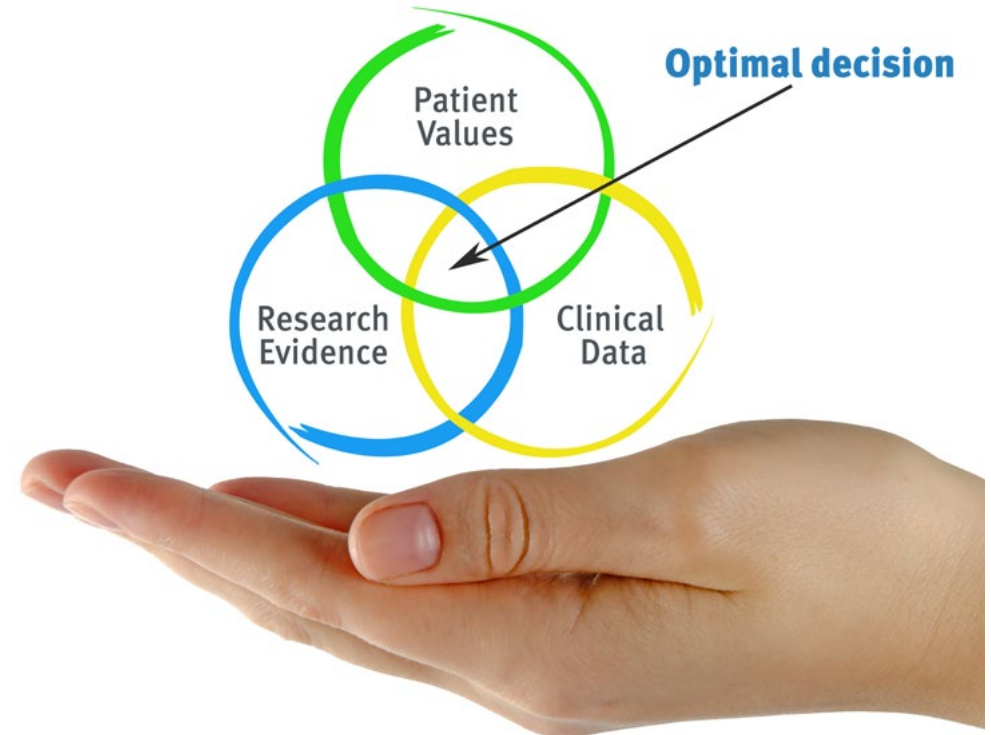 Optimal decision
Patient
Values
Research
Evidence
Clinical
Data